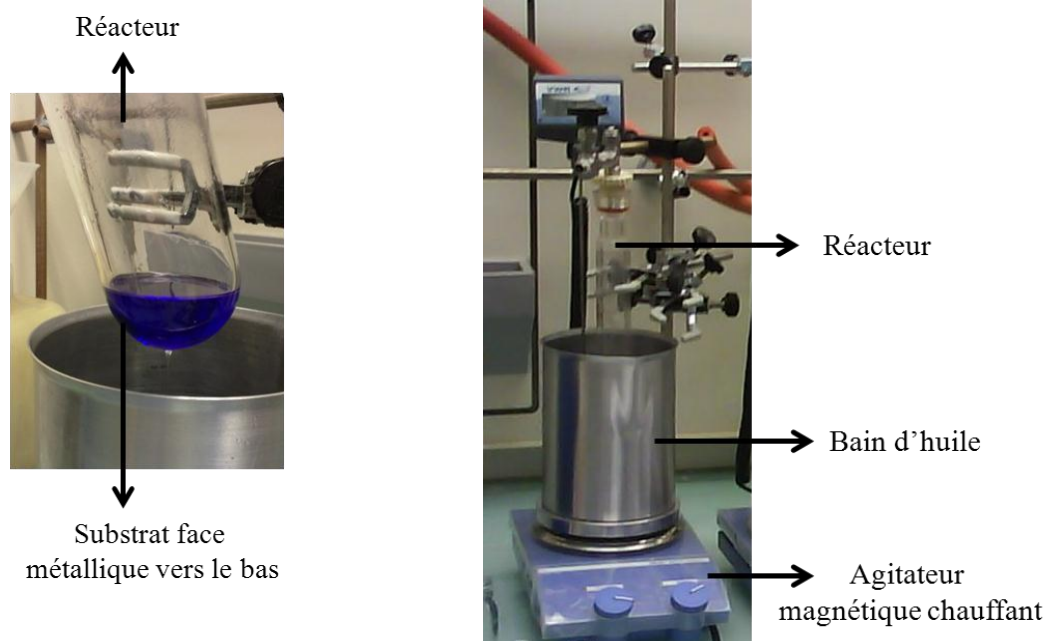 Réacteur
Substrat face
métallique vers le bas
Réacteur
Bain d’huile
Agitateur
magnétique chauffant